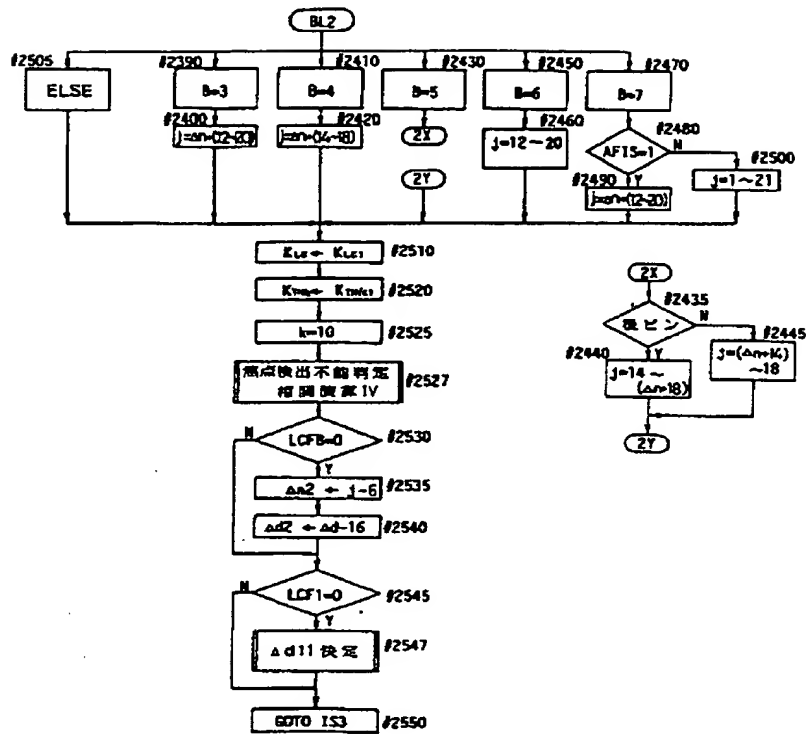 BL2
#2505
#2390
#2410
#2430
#2450
#2470
ELSE
B=3
B=4
B=5
B=6
B=7
#2400
#2420
#2460
#2480
j=Δn+(14~18)
2X
j=12~20
AFIS=1
N
#2500
2Y
#2490
Y
j=1~21
j=Δn+(12~20)
#2510
#2520
k=10
#2525
焦点検出不能判定
相関演算IV
#2527
N
LCFB=0
#2530
Y
Δn2 ← j-6
#2535
Δd2 ← Δd-16
#2540
N
LCF1=0
#2545
Y
Δd11 決定
#2547
GOTO IS3
#2550
2X
#2435
後ピン
N
#2445
#2440
Y
j=(Δn+14)
~18
j=14~
(Δn+18)
2Y